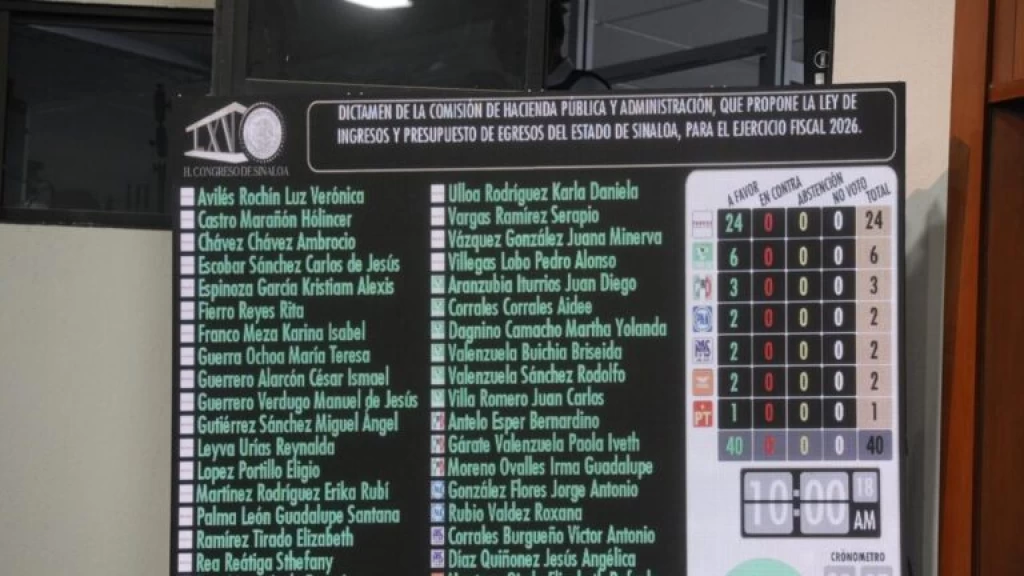 LXV
H. CONGRESO DE SINALOA
DICTAMEN DE LA COMISIÓN DE HACIENDA PÚBLICA Y ADMINISTRACIÓN, QUE PROPONE LA LEY DE
INGRESOS Y PRESUPUESTO DE EGRESOS DEL ESTADO DE SINALOA, PARA EL EJERCICIO FISCAL 2026.
Avilés Rochín Luz Verónica
Castro Marañón Hólincer
Chávez Chávez Ambrocio
Escobar Sánchez Carlos de Jesús
Espinoza García Kristiam Alexis
Fierro Reyes Rita
Franco Meza Karina Isabel
Guerra Ochoa María Teresa
Guerrero Alarcón César Ismael
Guerrero Verdugo Manuel de Jesús
Gutiérrez Sánchez Miguel Ángel
Leyva Urías Reynalda
Lopez Portillo Eligio
Martinez Rodríguez Erika Rubí
Palma León Guadalupe Santana
Ramírez Tirado Elizabeth
Rea Reátiga Sthefany
Ulloa Rodríguez Karla Daniela
Vargas Ramírez Serapio
Vázquez González Juana Minerva
Villegas Lobo Pedro Alonso
Aranzubia Iturrios Juan Diego
Corrales Corrales Aidee
Dagnino Camacho Martha Yolanda
Valenzuela Buichia Briseida
Valenzuela Sánchez Rodolfo
Villa Romero Juan Carlos
Antelo Esper Bernardino
Gárate Valenzuela Paola Iveth
Moreno Ovalles Irma Guadalupe
González Flores Jorge Antonio
Rubio Valdez Roxana
Corrales Burgueño Victor Antonio
Díaz Quiñonez Jesús Angélica
A FAVOR EN CONTRA ABSTENCIÓN NO VOTO TOTAL
24 0 0 0 24
6 0 0 0 6
3 0 0 0 3
2 0 0 0 2
2 0 0 0 2
2 0 0 0 2
PT 1 0 0 0 1
40 0 0 0 40
10:00 18
AM
CRÓNOMETRO